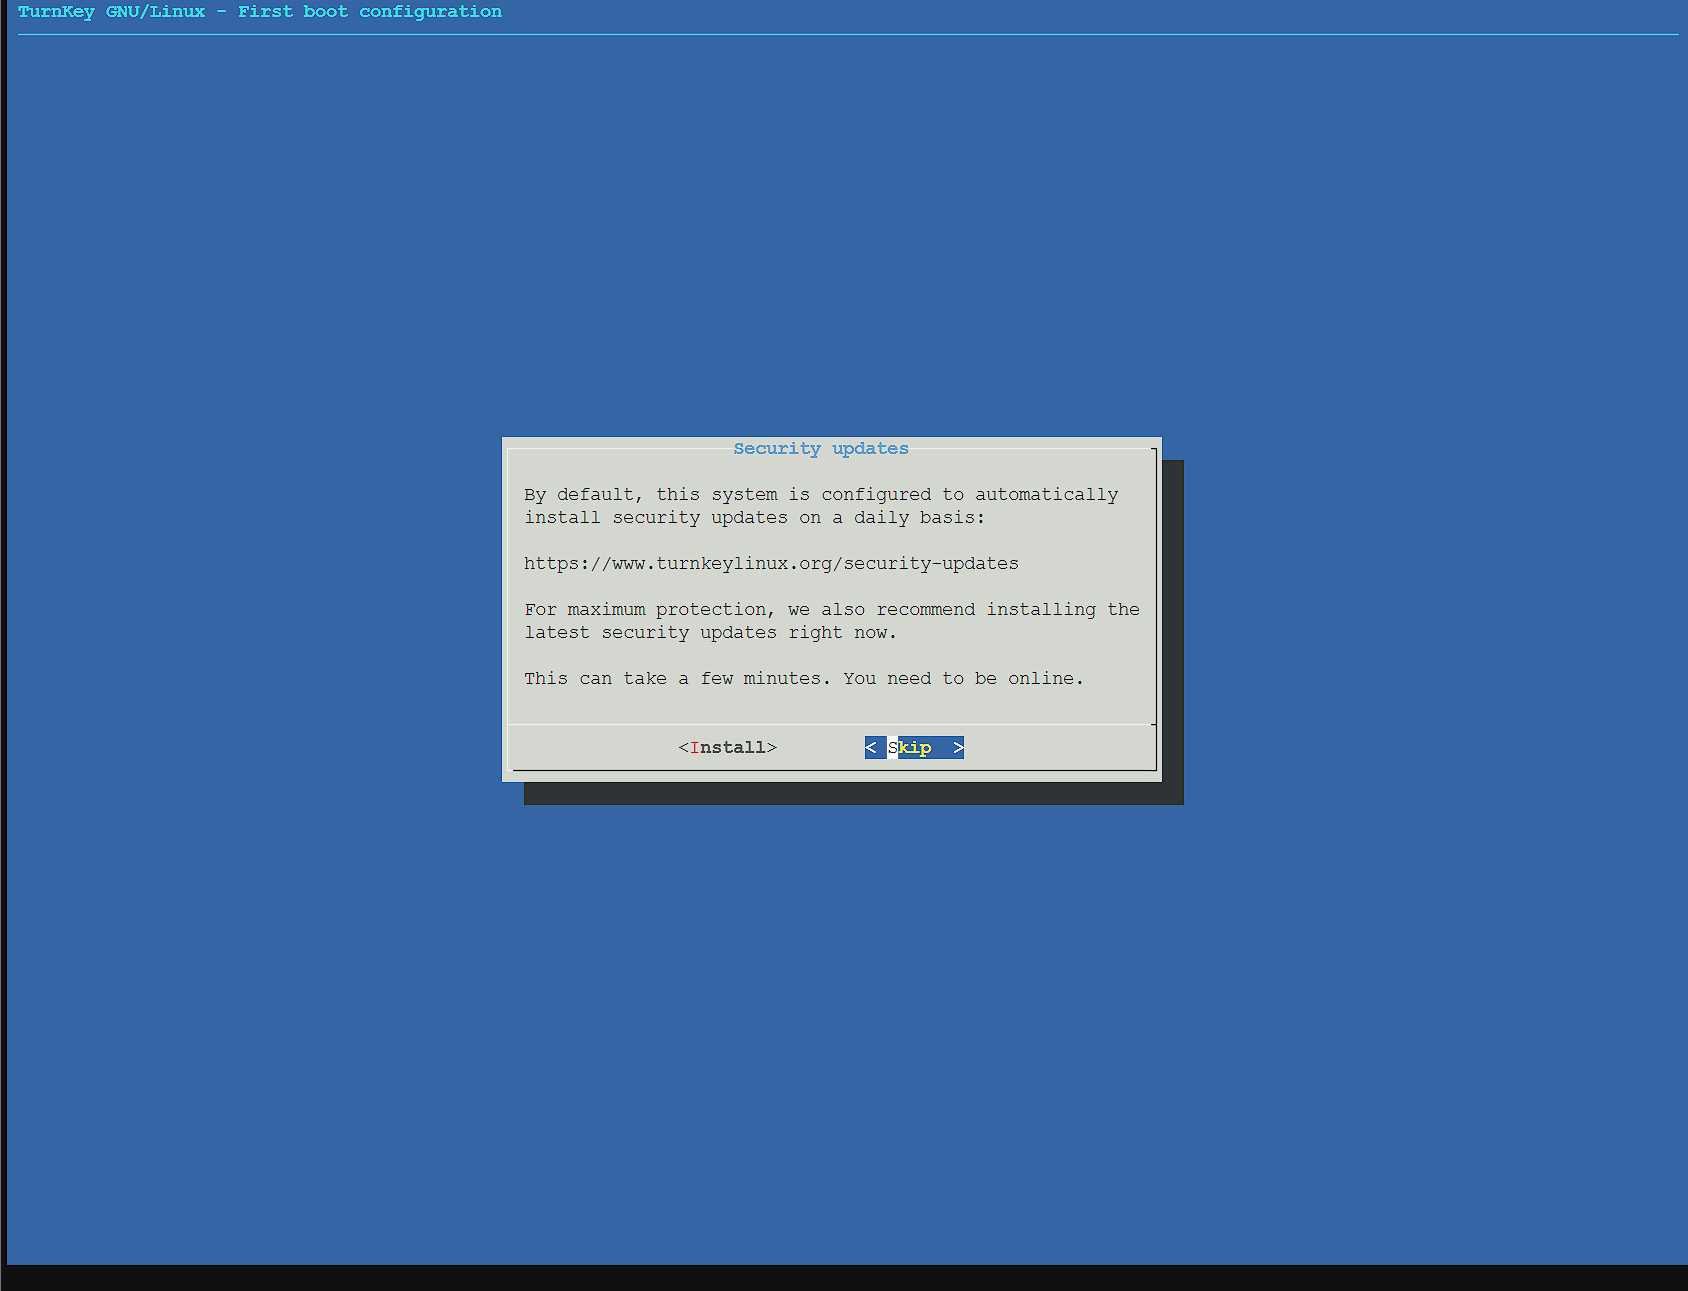 TurnKey GNU/Linux - First boot configuration
Security updates
By default, this system is configured to automatically
install security updates on a daily basis:
https://www.turnkeylinux.org/security-updates
For maximum protection, we also recommend installing the
latest security updates right now.
This can take a few minutes. You need to be online.
<Install> < Skip >